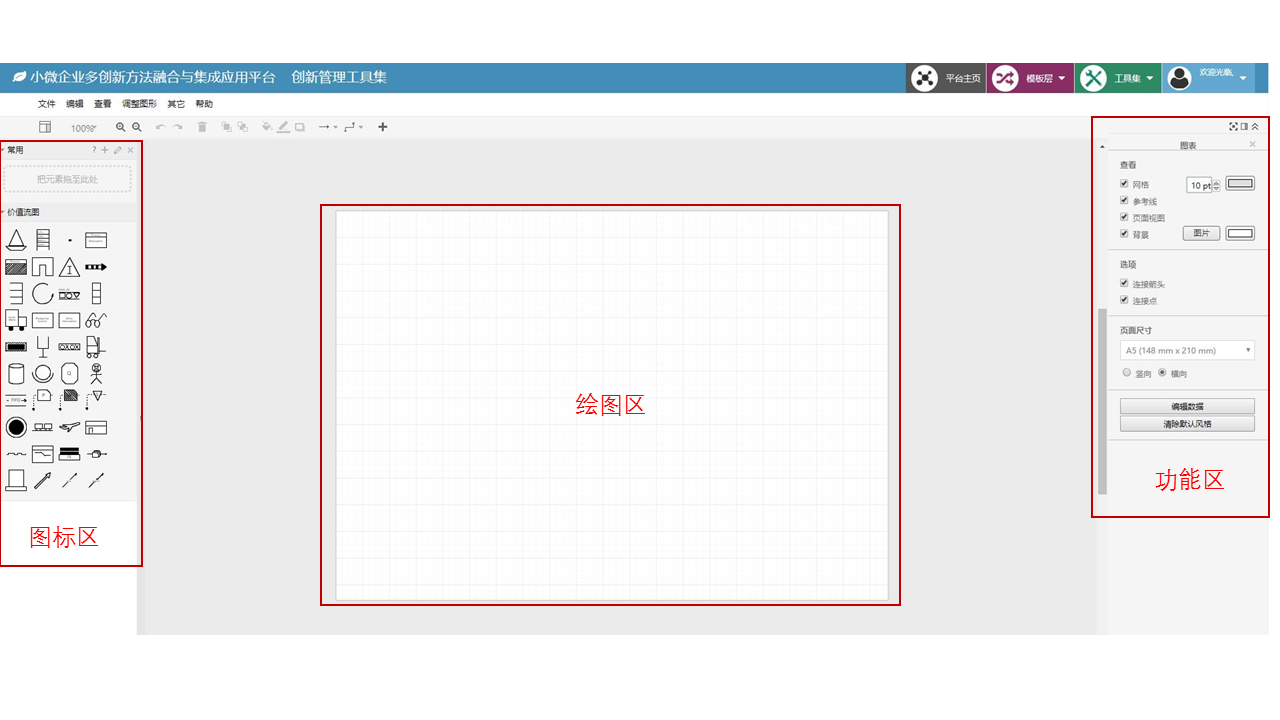 小微企业多创新方法融合与集成应用平台 创新管理工具集
平台主页 模板层 工具集 欢迎光临,
文件 编辑 查看 调整图形 其它 帮助
100%
常用 ?
把元素拖至此处
价值流图
图标区
绘图区
图表
查看
网格 10 pt
参考线
页面视图
背景 图片
选项
连接箭头
连接点
页面尺寸
A5 (148 mm x 210 mm)
竖向 横向
编辑数据
清除默认风格
功能区